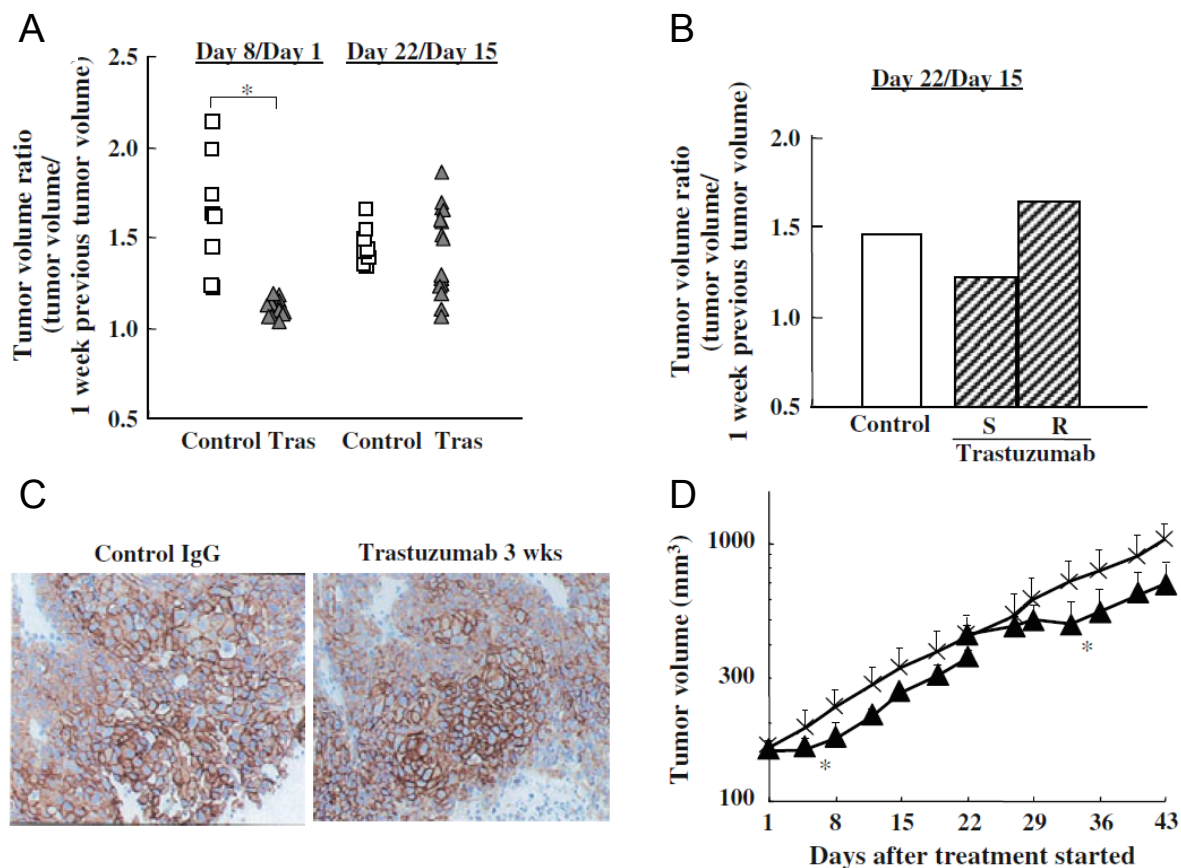 A
Day 8/Day 1
Day 22/Day 15
Tumor volume ratio
(tumor volume/
1 week previous tumor volume)
2.5
2.0
1.5
1.0
0.5
*
Control Tras
Control Tras
B
Day 22/Day 15
Tumor volume ratio
(tumor volume/
1 week previous tumor volume)
2.0
1.5
1.0
0.5
Control
S
R
Trastuzumab
C
Control IgG
Trastuzumab 3 wks
D
Tumor volume (mm³)
1000
300
100
*
*
1 8 15 22 29 36 43
Days after treatment started